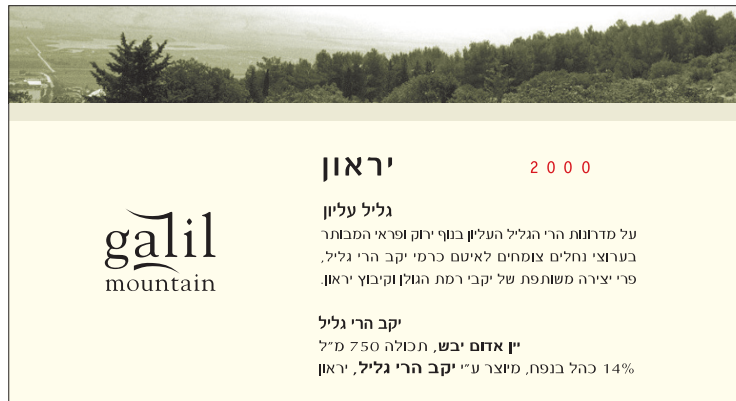 יראון
2000
גליל עליון
על מדרונות הרי הגליל העליון בנוף ירוק ופראי המבותר
בערוצי נחלים צומחים לאיטם כרמי יקב הרי גליל,
פרי יצירה משותפת של יקבי רמת הגולן וקיבוץ יראון.
galil
mountain
יקב הרי גליל
יין אדום יבש, תכולה 750 מ"ל
14% כהל בנפח, מיוצר ע"י יקב הרי גליל, יראון